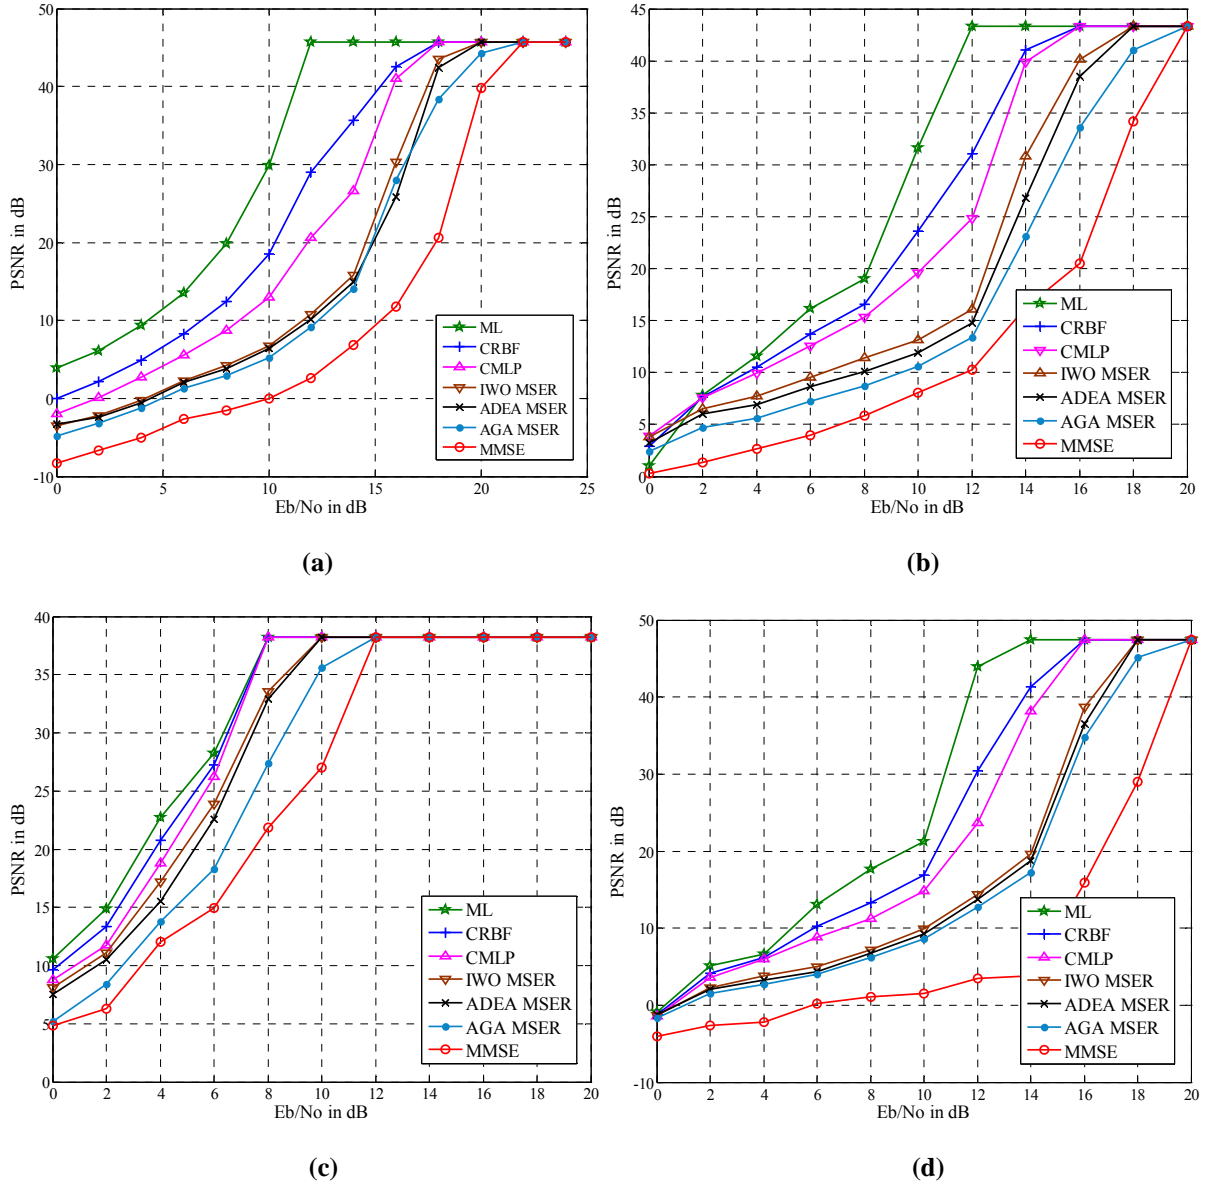 50
40
30
20
10
0
-10
PSNR in dB
0
5
10
15
20
25
Eb/No in dB
ML
CRBF
CMLP
IWO MSER
ADEA MSER
AGA MSER
MMSE
(a)
45
40
35
30
25
20
15
10
5
0
PSNR in dB
0
2
4
6
8
10
12
14
16
18
20
Eb/No in dB
ML
CRBF
CMLP
IWO MSER
ADEA MSER
AGA MSER
MMSE
(b)
40
35
30
25
20
15
10
5
0
PSNR in dB
0
2
4
6
8
10
12
14
16
18
20
Eb/No in dB
ML
CRBF
CMLP
IWO MSER
ADEA MSER
AGA MSER
MMSE
(c)
50
40
30
20
10
0
-10
PSNR in dB
0
2
4
6
8
10
12
14
16
18
20
Eb/No in dB
ML
CRBF
CMLP
IWO MSER
ADEA MSER
AGA MSER
MMSE
(d)